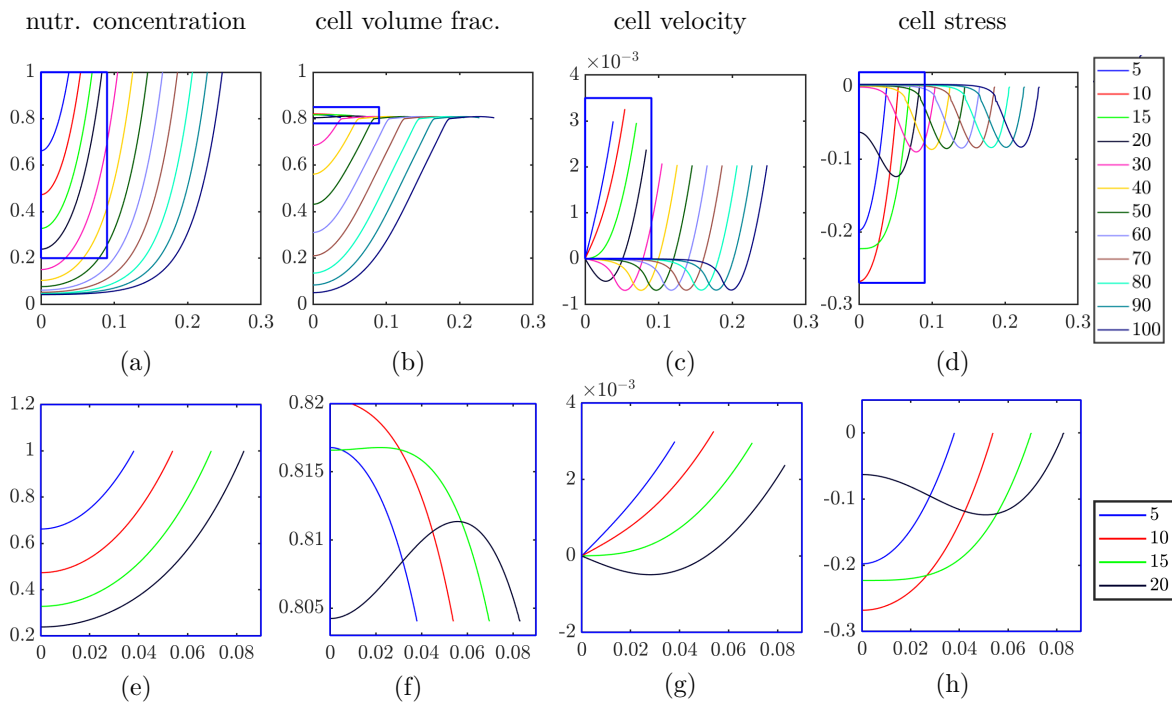 nutr. concentration cell volume frac. cell velocity cell stress
×10⁻³
1 1 4 0
0.8 0.8 3
0.6 0.6 2 -0.1
0.4 0.4 1
0.2 0.2 0 -0.2
0 0 -1 -0.3
0 0.1 0.2 0.3 0 0.1 0.2 0.3 0 0.1 0.2 0.3 0 0.1 0.2 0.3
5
10
15
20
30
40
50
60
70
80
90
100
(a) (b) (c) (d)
×10⁻³
1.2 0.82 4 0
1 0.815 2 -0.1
0.8 0.81 0 -0.2
0.6 0.805 -2 -0.3
0.4
0.2
0 0.02 0.04 0.06 0.08 0 0.02 0.04 0.06 0.08 0 0.02 0.04 0.06 0.08 0 0.02 0.04 0.06 0.08
5
10
15
20
(e) (f) (g) (h)